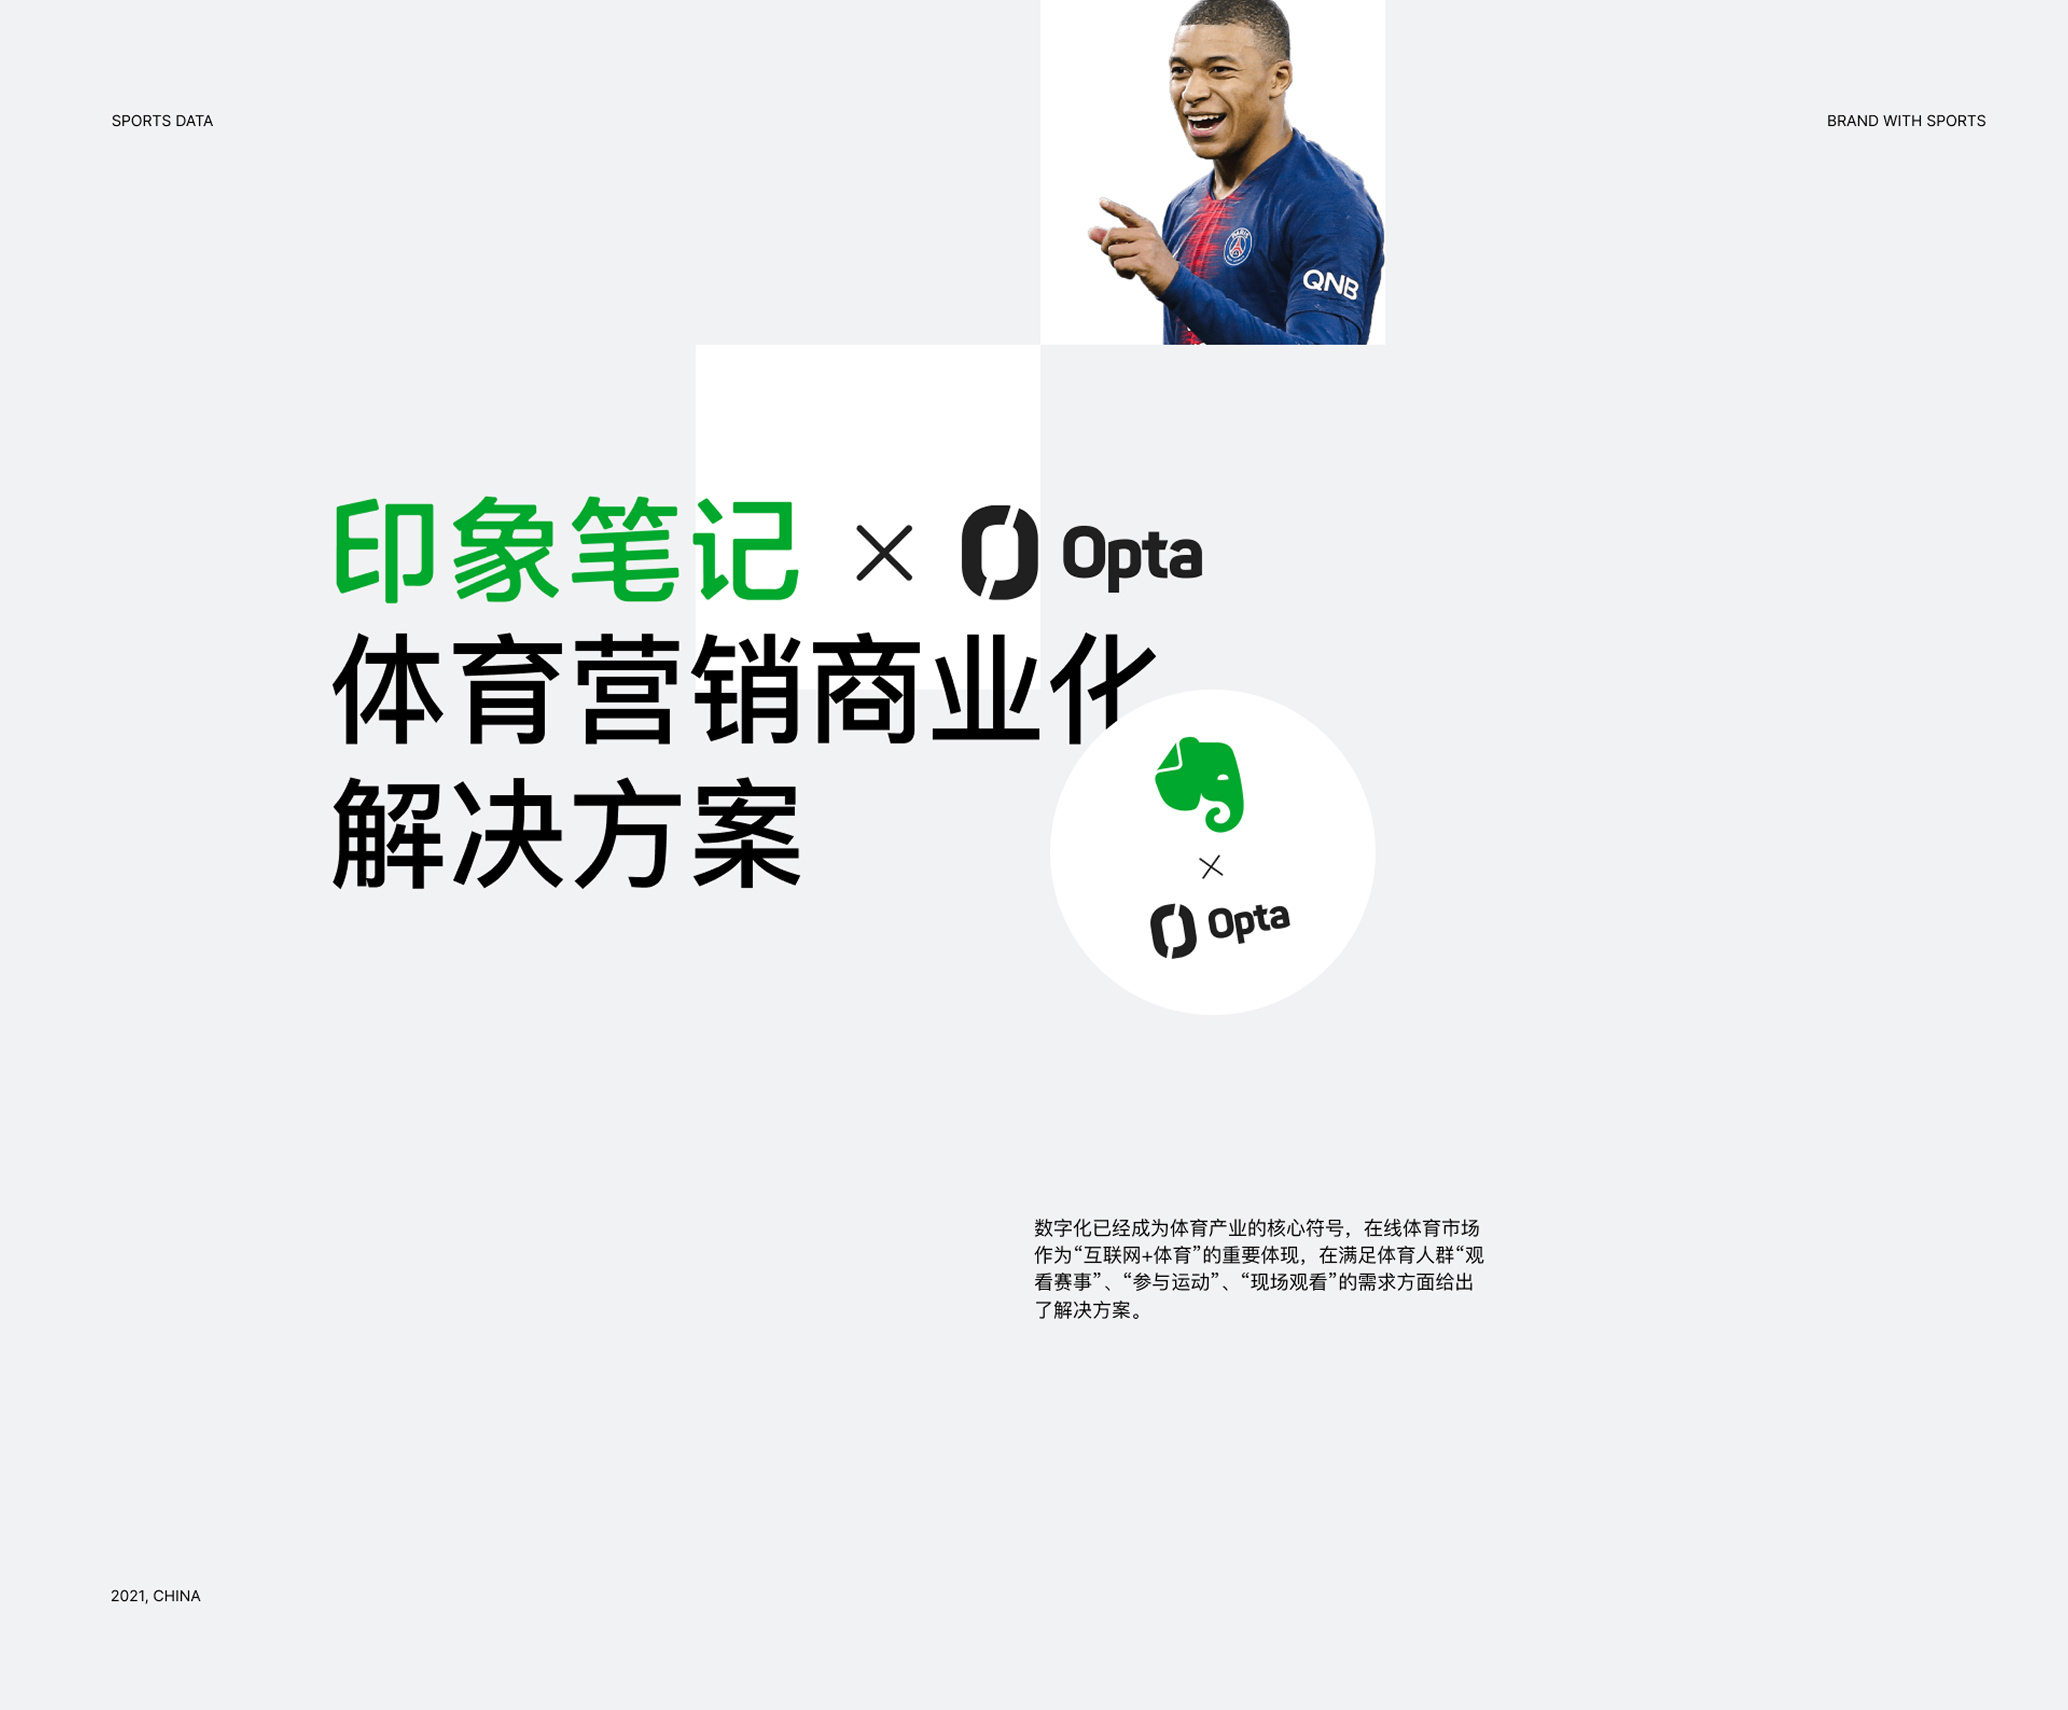 SPORTS DATA
BRAND WITH SPORTS
PARIS
QNB
印象笔记 × Opta
体育营销商业化
解决方案
×
Opta
数字化已经成为体育产业的核心符号，在线体育市场
作为“互联网+体育”的重要体现，在满足体育人群“观
看赛事”、“参与运动”、“现场观看”的需求方面给出
了解决方案。
2021, CHINA